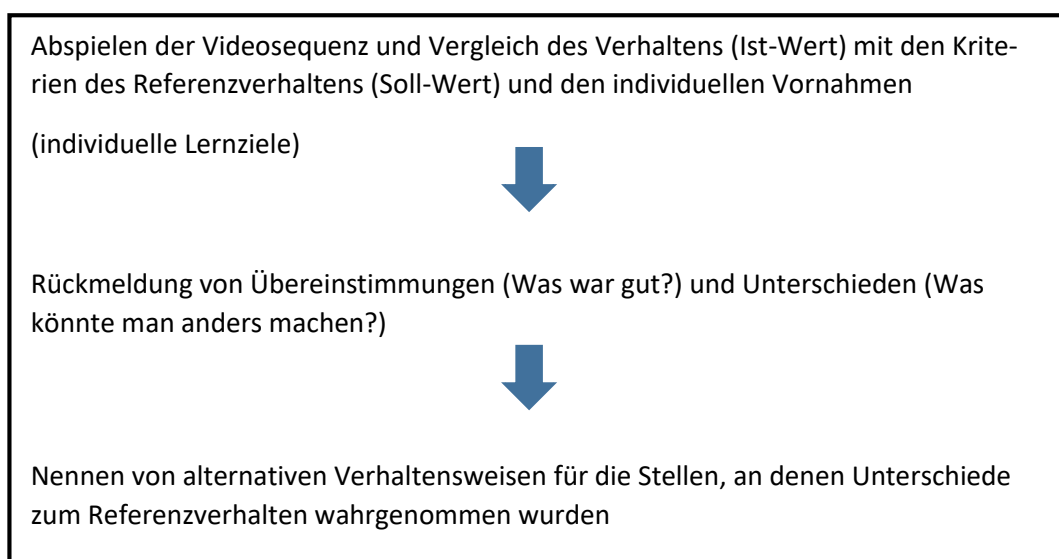 Abspielen der Videosequenz und Vergleich des Verhaltens (Ist-Wert) mit den Krite-
rien des Referenzverhaltens (Soll-Wert) und den individuellen Vornahmen
(individuelle Lernziele)
Rückmeldung von Übereinstimmungen (Was war gut?) und Unterschieden (Was
könnte man anders machen?)
Nennen von alternativen Verhaltensweisen für die Stellen, an denen Unterschiede
zum Referenzverhalten wahrgenommen wurden